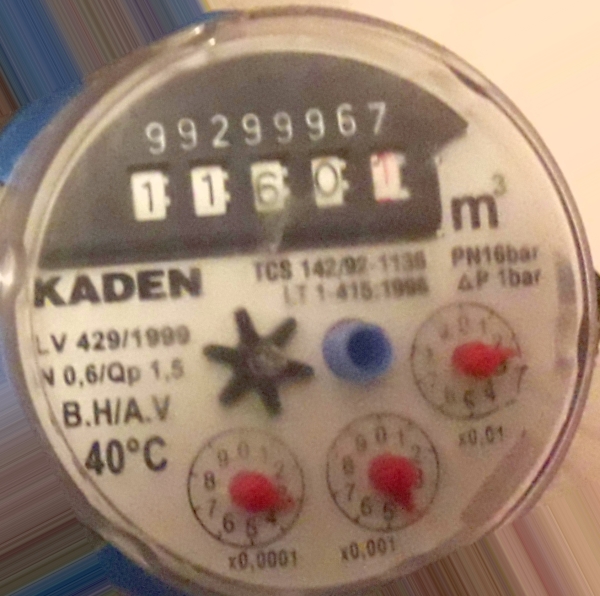 99299967
11601
m³
KADEN
TCS 142/92-1136
PN16bar
LT 1-415:1996
ΔP 1bar
LV 429/1999
N 0,6/Qp 1,5
B.H/A.V
40°C
x0,01
x0,001
x0,0001